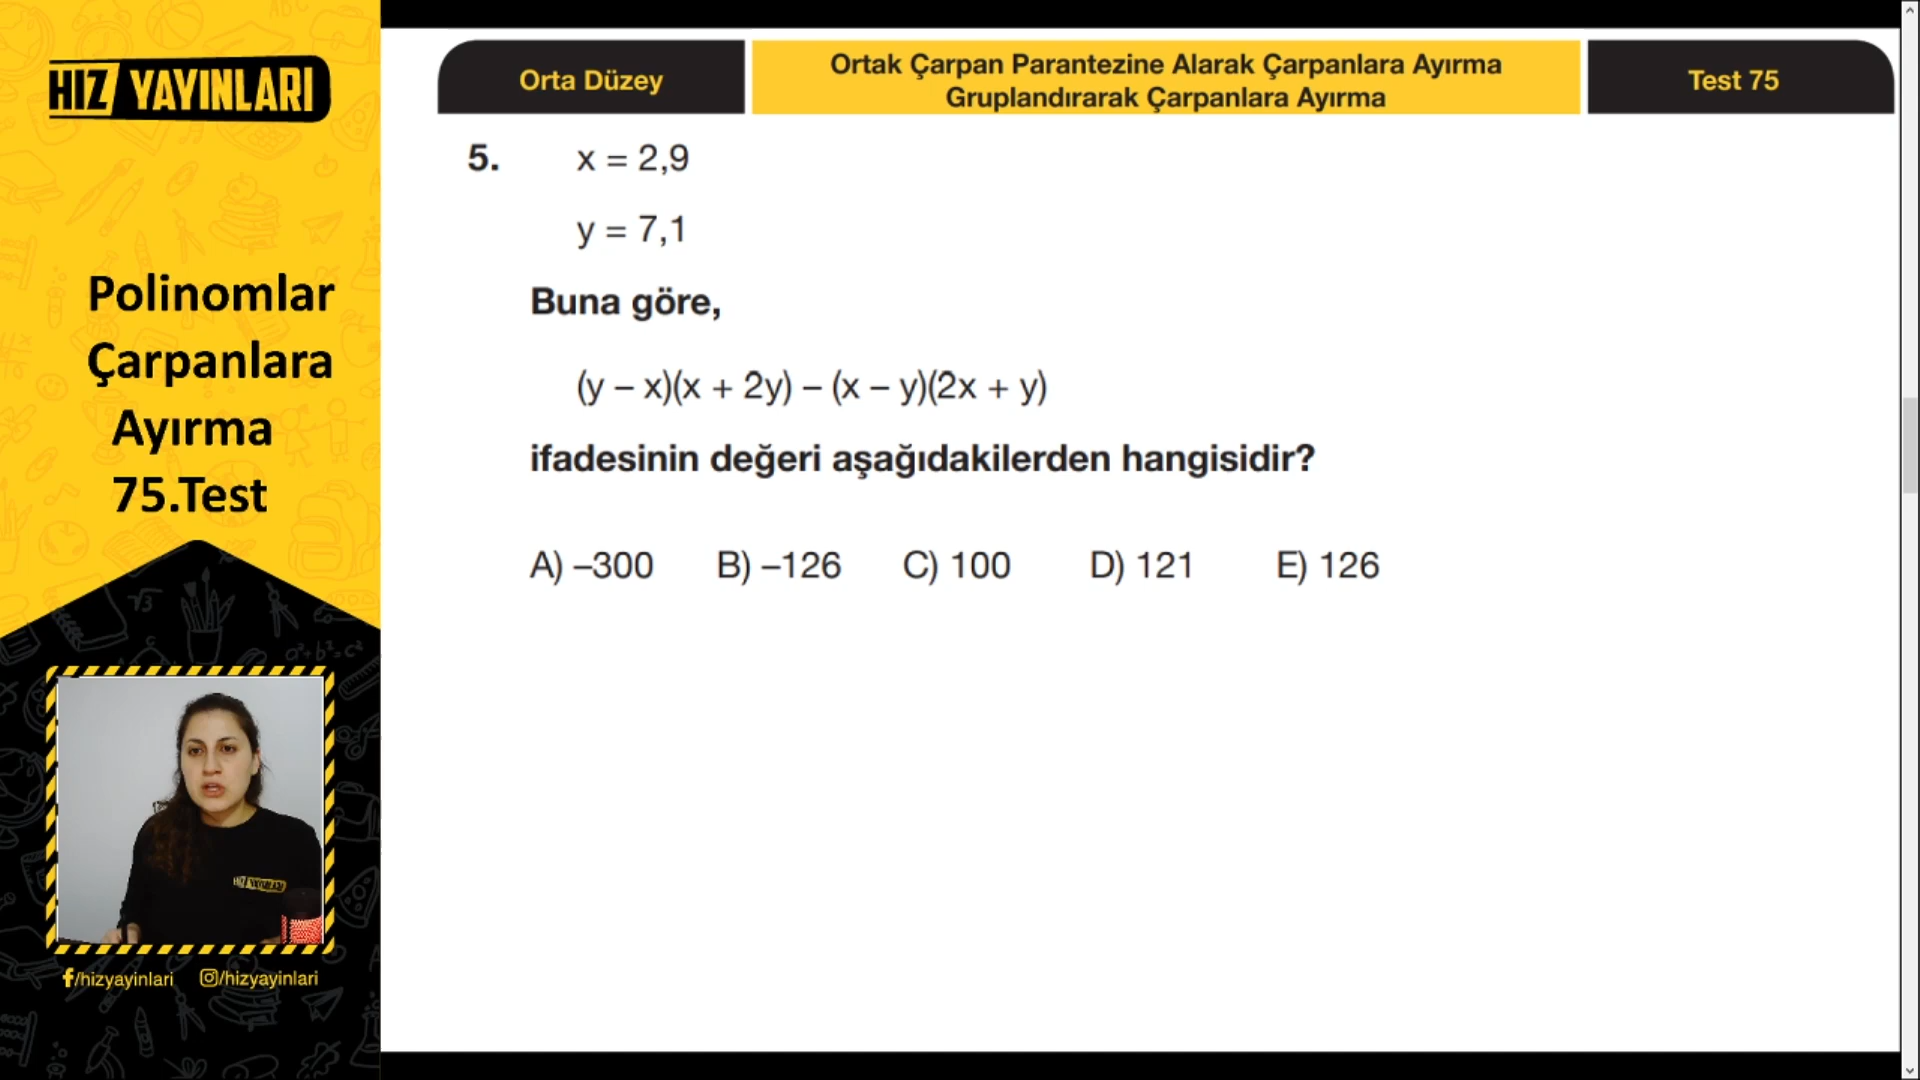 HIZ YAYINLARI
Polinomlar
Çarpanlara
Ayırma
75.Test
f/hizyayinlari /hizyayinlari
Orta Düzey
Ortak Çarpan Parantezine Alarak Çarpanlara Ayırma
Gruplandırarak Çarpanlara Ayırma
Test 75
5. x = 2,9
y = 7,1
Buna göre,
(y – x)(x + 2y) – (x – y)(2x + y)
ifadesinin değeri aşağıdakilerden hangisidir?
A) –300 B) –126 C) 100 D) 121 E) 126